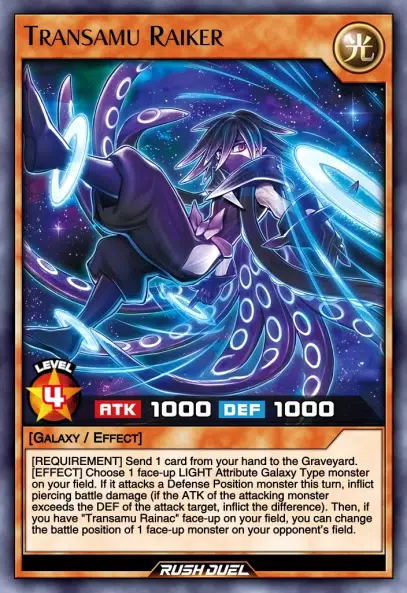 Transamu Raiker
光
LEVEL
4
ATK 1000 DEF 1000
[Galaxy / Effect]
[REQUIREMENT] Send 1 card from your hand to the Graveyard.
[EFFECT] Choose 1 face-up LIGHT Attribute Galaxy Type monster
on your field. If it attacks a Defense Position monster this turn, inflict
piercing battle damage (if the ATK of the attacking monster
exceeds the DEF of the attack target, inflict the difference). Then, if
you have "Transamu Rainac" face-up on your field, you can change
the battle position of 1 face-up monster on your opponent's field.
RUSH DUEL